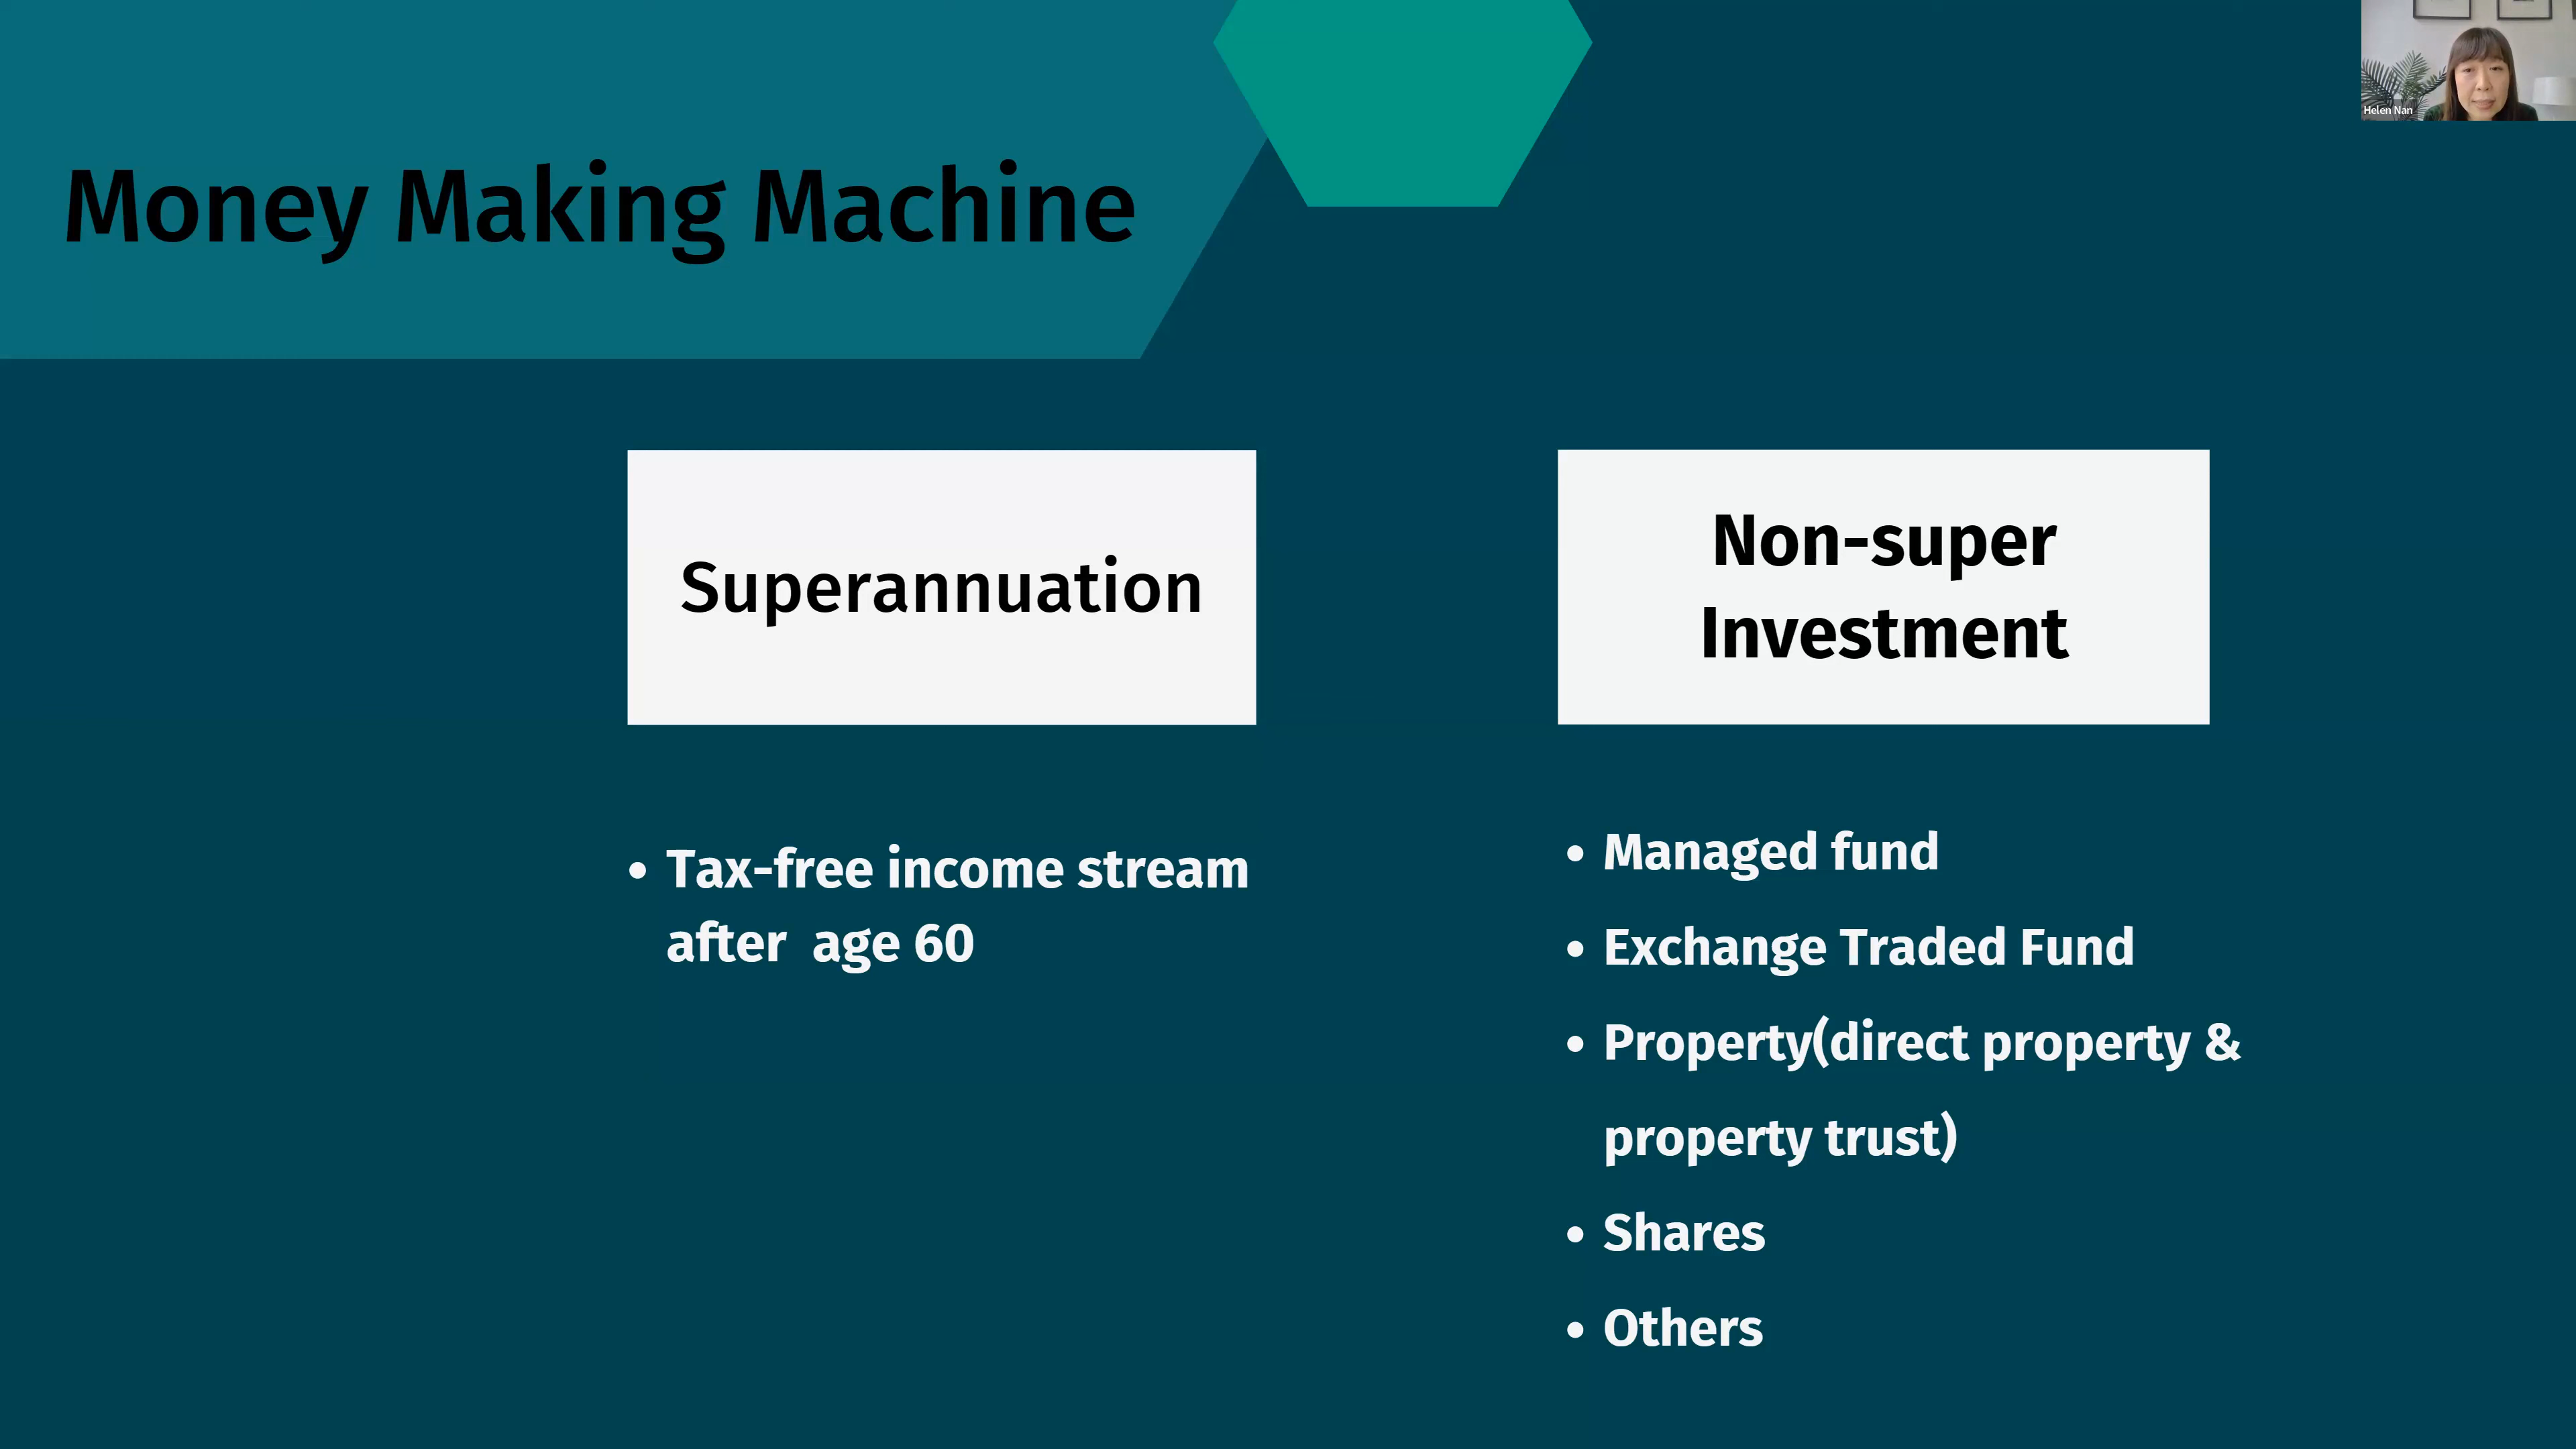 Helen Nan
Money Making Machine
Superannuation
• Tax-free income stream
after  age 60
Non-super
Investment
• Managed fund
• Exchange Traded Fund
• Property(direct property &
property trust)
• Shares
• Others